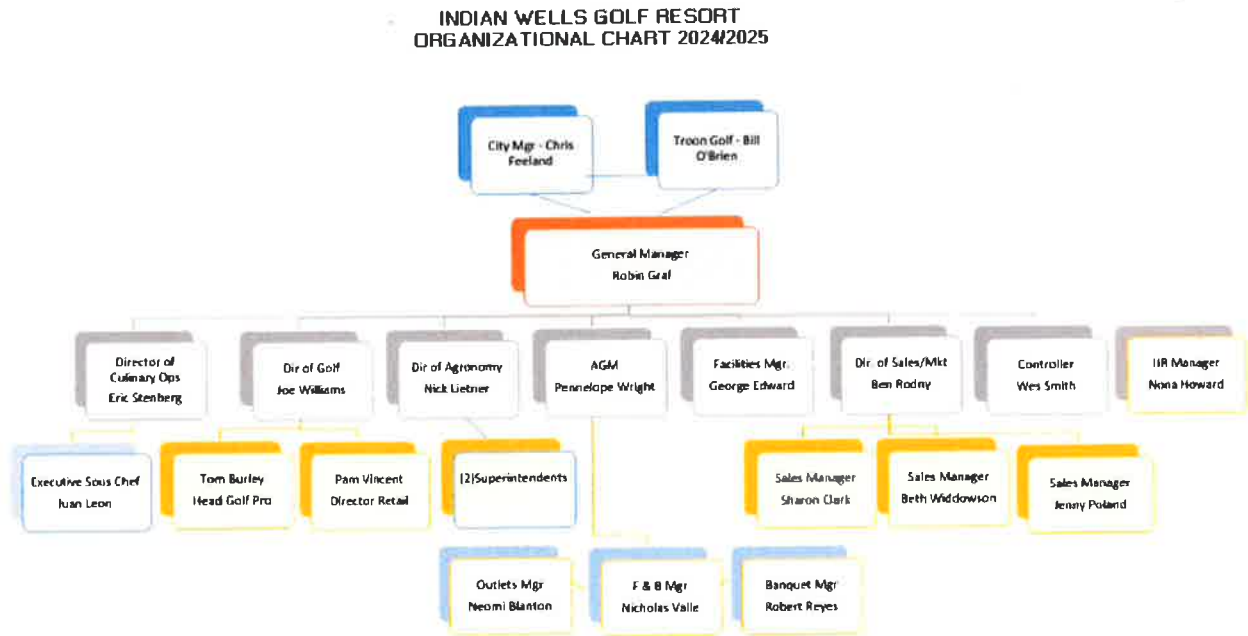 INDIAN WELLS GOLF RESORT
ORGANIZATIONAL CHART 2024/2025
City Mgr - Chris
Feeland
Troon Golf - Bill
O'Brien
General Manager
Robin Graf
Director of
Culinary Ops
Eric Stenberg
Dir of Golf
Joe Williams
Dir of Agronomy
Nick Lietner
AGM
Pennelope Wright
Facilities Mgr.
George Edward
Dir. of Sales/Mkt
Ben Rodny
Controller
Wes Smith
HR Manager
Nona Howard
Executive Sous Chef
Juan Leon
Tom Burley
Head Golf Pro
Pam Vincent
Director Retail
(2)Superintendents
Sales Manager
Sharon Clark
Sales Manager
Beth Widdowson
Sales Manager
Jenny Poland
Outlets Mgr
Neomi Blanton
F & B Mgr
Nicholas Valle
Banquet Mgr
Robert Reyes